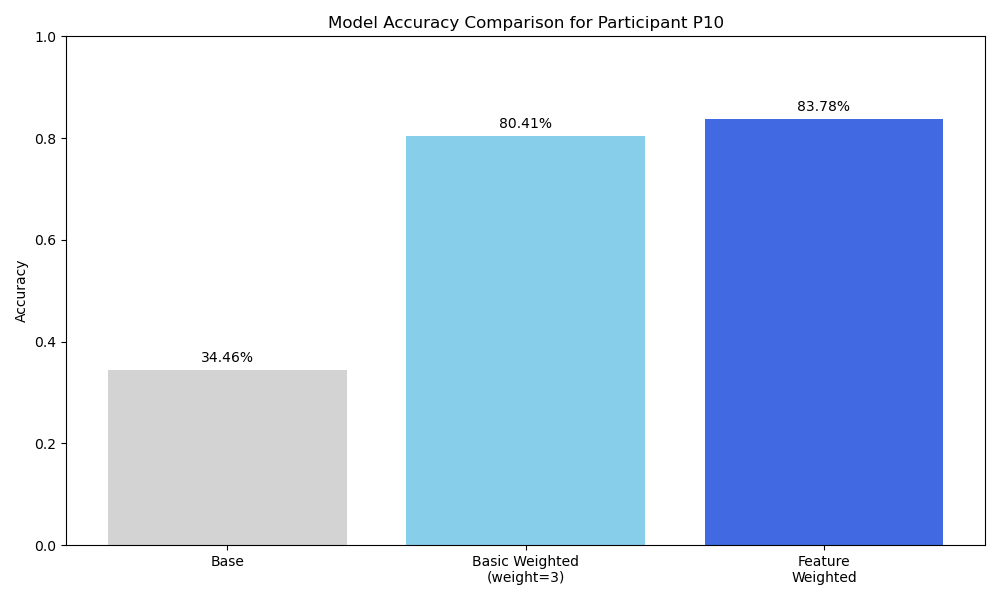 Model Accuracy Comparison for Participant P10
1.0
0.8
0.6
0.4
0.2
0.0
Accuracy
34.46%
80.41%
83.78%
Base
Basic Weighted
(weight=3)
Feature
Weighted